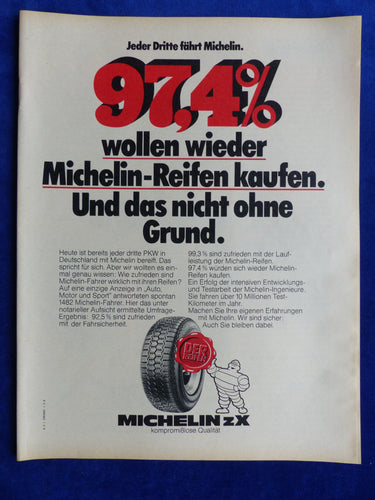 Jeder Dritte fährt Michelin.
97,4%
wollen wieder
Michelin-Reifen kaufen.
Und das nicht ohne
Grund.
Heute ist bereits jeder dritte PKW in
Deutschland mit Michelin bereift. Das
spricht für sich. Aber wir wollten es ein-
mal genau wissen: Wie zufrieden sind
Michelin-Fahrer wirklich mit ihren Reifen?
Auf eine einzige Anzeige in „Auto,
Motor und Sport“ antworteten spontan
1482 Michelin-Fahrer. Hier das unter
notarieller Aufsicht ermittelte Umfrage-
Ergebnis: 92,5% sind zufrieden
mit der Fahrsicherheit.
99,3% sind zufrieden mit der Lauf-
leistung der Michelin-Reifen.
97,4% würden sich wieder Michelin-
Reifen kaufen.
Ein Erfolg der intensiven Entwicklungs-
und Testarbeit der Michelin-Ingenieure.
Sie fahren über 10 Millionen Test-
Kilometer im Jahr.
Machen Sie Ihre eigenen Erfahrungen
mit Michelin. Wir sind sicher:
Auch Sie bleiben dabei.
DER
MICHELIN zX
kompromißlose Qualität